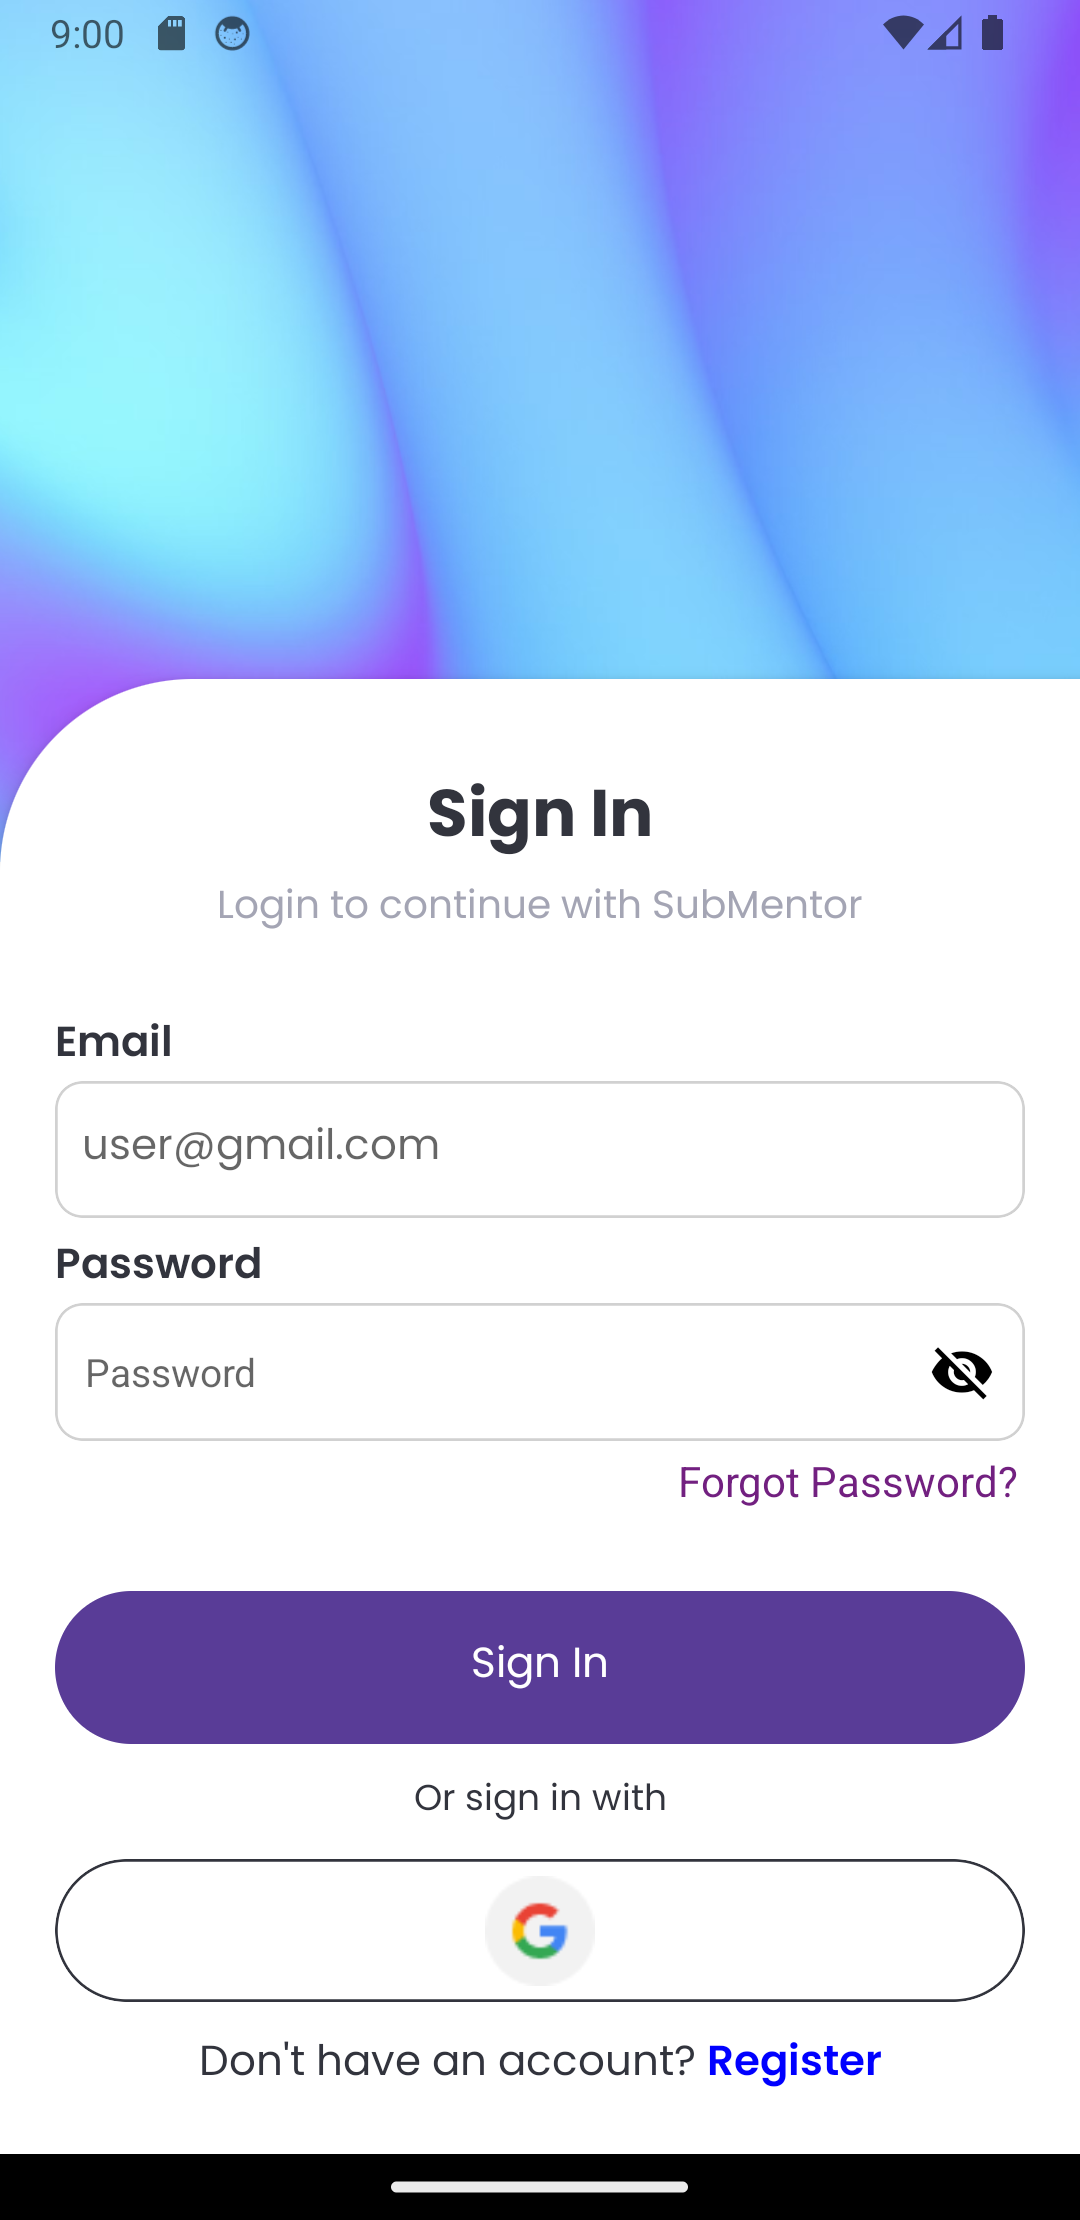 9:00
Sign In
Login to continue with SubMentor
Email
user@gmail.com
Password
Password
Forgot Password?
Sign In
Or sign in with
Don't have an account? Register